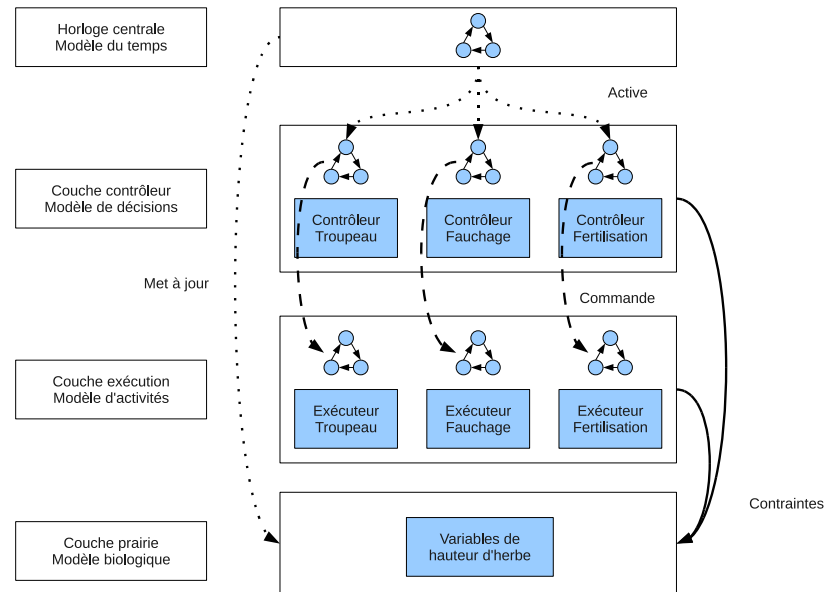 Horloge centrale
Modèle du temps
Active
Couche contrôleur
Modèle de décisions
Contrôleur
Troupeau
Contrôleur
Fauchage
Contrôleur
Fertilisation
Met à jour
Commande
Couche exécution
Modèle d'activités
Exécuteur
Troupeau
Exécuteur
Fauchage
Exécuteur
Fertilisation
Contraintes
Couche prairie
Modèle biologique
Variables de
hauteur d'herbe